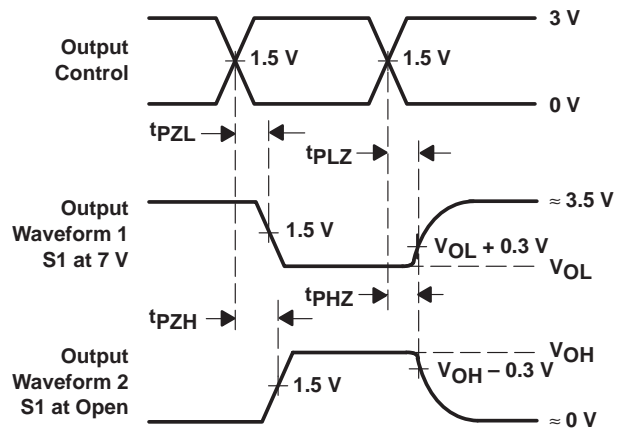 3 V
Output
Control
1.5 V
1.5 V
0 V
tPZL
tPLZ
Output
Waveform 1
S1 at 7 V
≈ 3.5 V
1.5 V
VOL + 0.3 V
VOL
tPZH
tPHZ
Output
Waveform 2
S1 at Open
VOH
VOH – 0.3 V
1.5 V
≈ 0 V